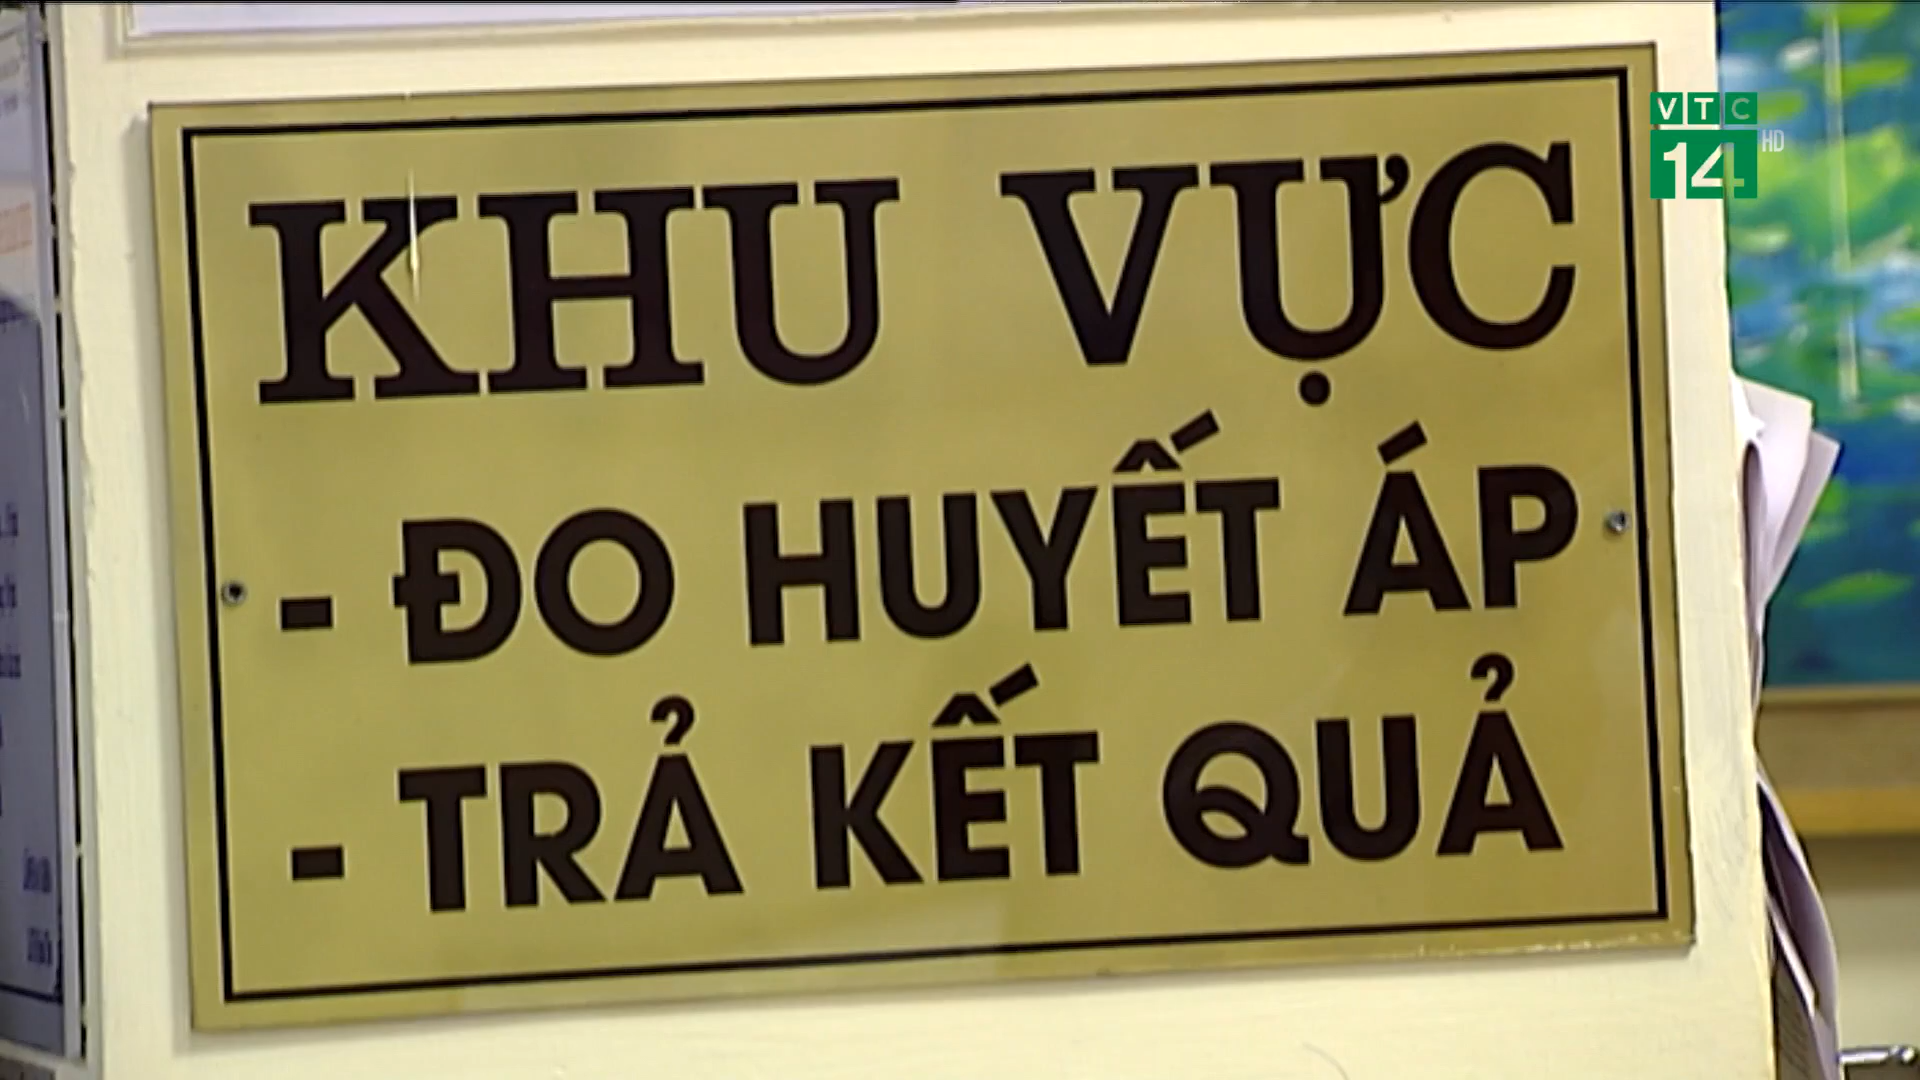 VTC
14 HD
KHU VỰC
- ĐO HUYẾT ÁP
- TRẢ KẾT QUẢ